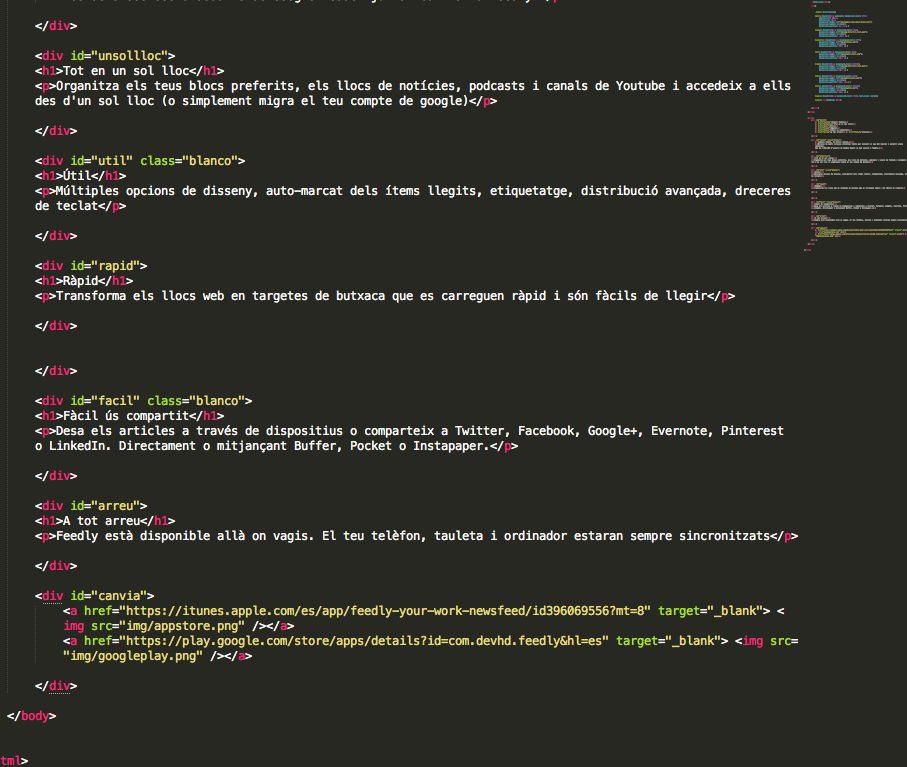 </div>
<div id="unsollloc">
<h1>Tot en un sol lloc</h1>
<p>Organitza els teus blocs preferits, els llocs de notícies, podcasts i canals de Youtube i accedeix a ells
des d'un sol lloc (o simplement migra el teu compte de google)</p>
</div>
<div id="util" class="blanco">
<h1>Útil</h1>
<p>Múltiples opcions de disseny, auto-marcat dels ítems llegits, etiquetatge, distribució avançada, dreceres
de teclat</p>
</div>
<div id="rapid">
<h1>Ràpid</h1>
<p>Transforma els llocs web en targetes de butxaca que es carreguen ràpid i són fàcils de llegir</p>
</div>
</div>
<div id="facil" class="blanco">
<h1>Fàcil ús compartit</h1>
<p>Desa els articles a través de dispositius o comparteix a Twitter, Facebook, Google+, Evernote, Pinterest
o LinkedIn. Directament o mitjançant Buffer, Pocket o Instapaper.</p>
</div>
<div id="arreu">
<h1>A tot arreu</h1>
<p>Feedly està disponible allà on vagis. El teu telèfon, tauleta i ordinador estaran sempre sincronitzats</p>
</div>
<div id="canvia">
<a href="https://itunes.apple.com/es/app/feedly-your-work-newsfeed/id396069556?mt=8" target="_blank"> <
img src="img/appstore.png" /></a>
<a href="https://play.google.com/store/apps/details?id=com.devhd.feedly&hl=es" target="_blank"> <img src=
"img/googleplay.png" /></a>
</div>
</body>
tml>